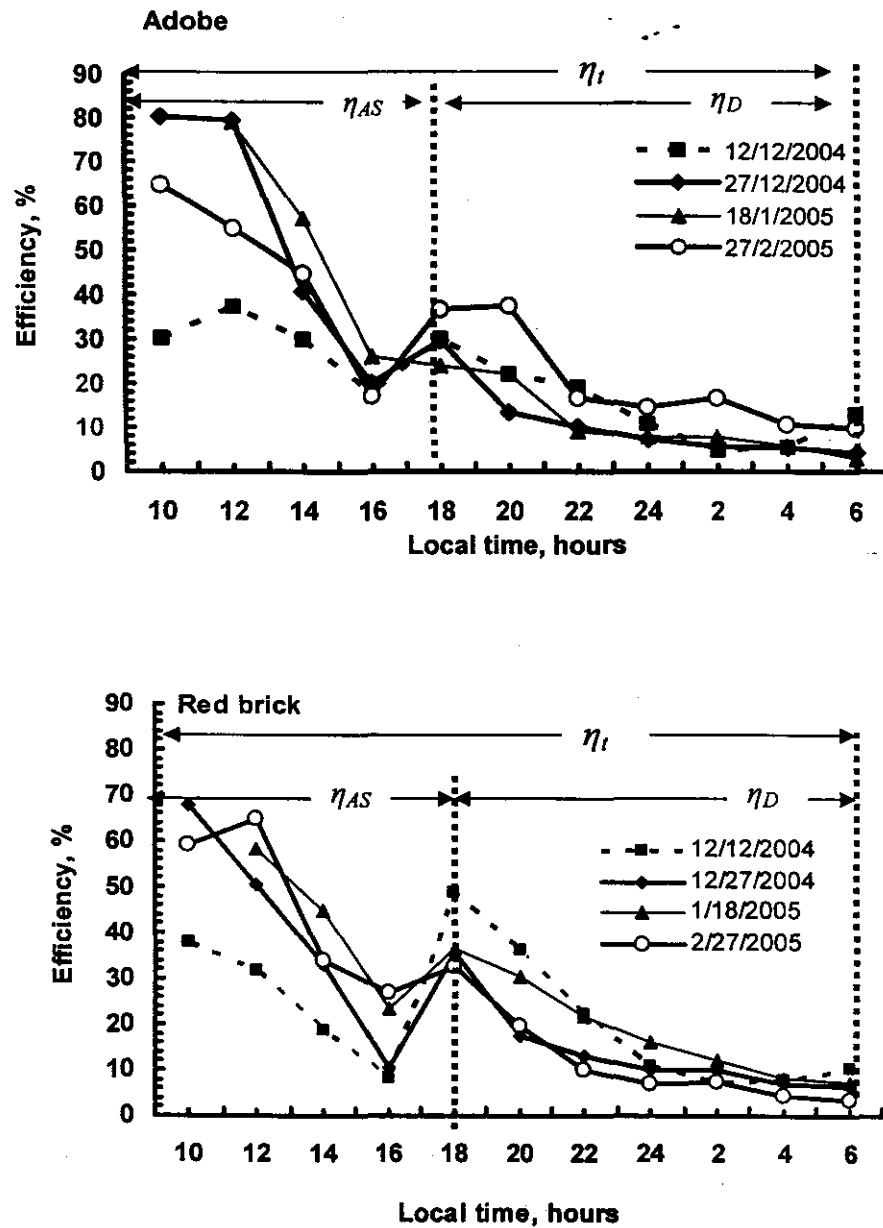 Adobe
90
80
70
60
50
40
30
20
10
0
Efficiency, %
ηt
ηAS
ηD
12/12/2004
27/12/2004
18/1/2005
27/2/2005
10 12 14 16 18 20 22 24 2 4 6
Local time, hours
Red brick
90
80
70
60
50
40
30
20
10
0
Efficiency, %
ηt
ηAS
ηD
12/12/2004
12/27/2004
1/18/2005
2/27/2005
10 12 14 16 18 20 22 24 2 4 6
Local time, hours